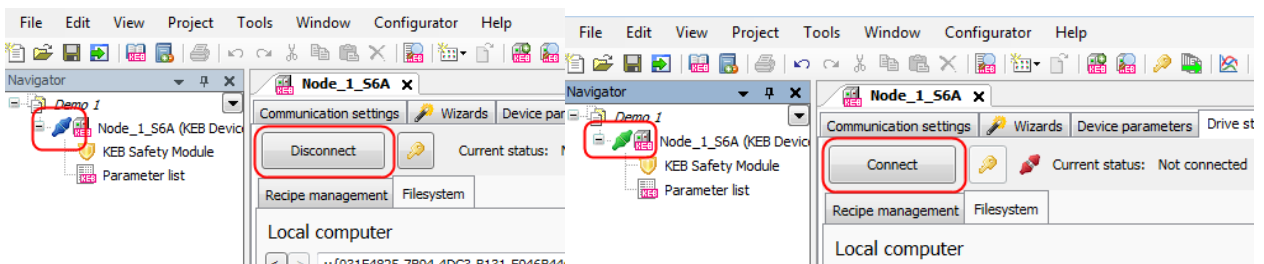 File Edit View Project Tools Window Configurator Help
Navigator
Demo 1
Node_1_S6A (KEB Devic
KEB Safety Module
Parameter list
Node_1_S6A
Communication settings Wizards Device par
Disconnect Current status:
Recipe management Filesystem
Local computer
File Edit View Project Tools Window Configurator Help
Navigator
Demo 1
Node_1_S6A (KEB Device
KEB Safety Module
Parameter list
Node_1_S6A
Communication settings Wizards Device parameters Drive st
Connect Current status: Not connected
Recipe management Filesystem
Local computer